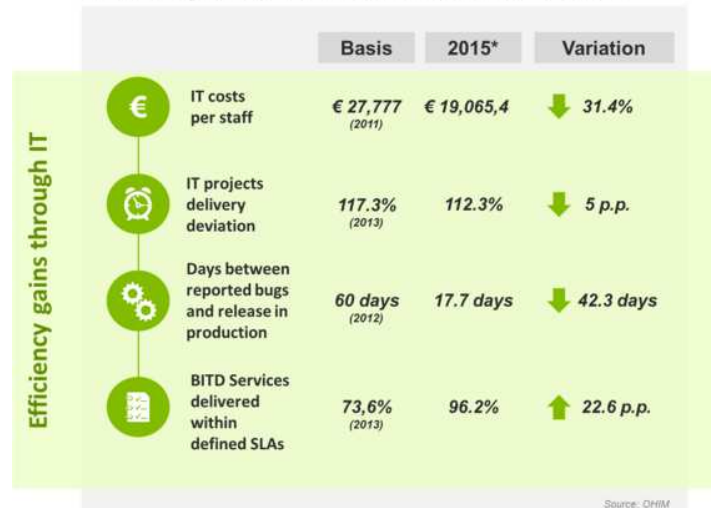 Basis 2015* Variation
Efficiency gains through IT
€
IT costs
per staff
€ 27,777 € 19,065,4 31.4%
(2011)
IT projects
delivery
deviation
117.3% 112.3% 5 p.p.
(2013)
Days between
reported bugs
and release in
production
60 days 17.7 days 42.3 days
(2012)
BITD Services
delivered
within
defined SLAs
73,6% 96.2% 22.6 p.p.
(2013)
Source: OHIM